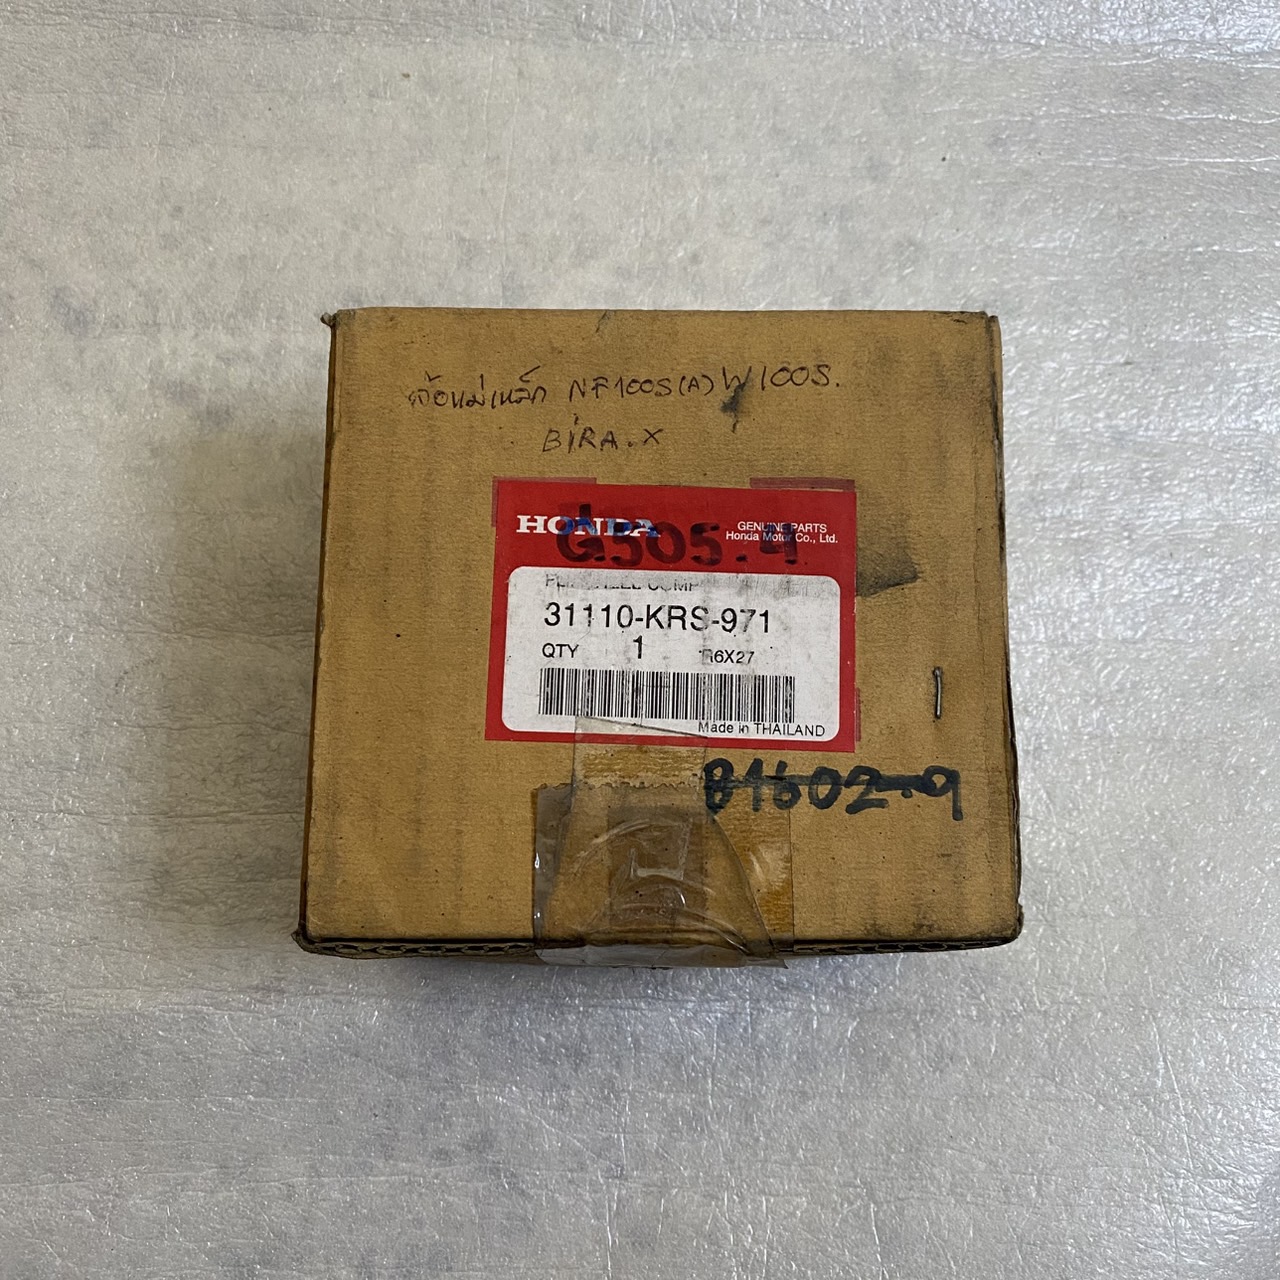 ล้อแม่เหล็ก NF100S(A) W100S.
BIRA.X
HONDA
GENUINE PARTS
Honda Motor Co., Ltd.
G505.4
COMP
31110-KRS-971
QTY 1 R6X27
Made in THAILAND
B1602-9